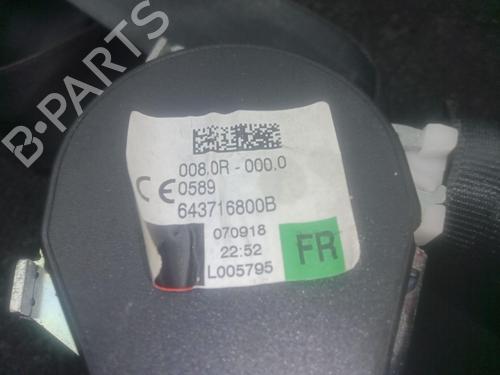 B-PARTS
008.0R - 000.0
CE 0589
643716800B
070918
22:52
L005795
FR